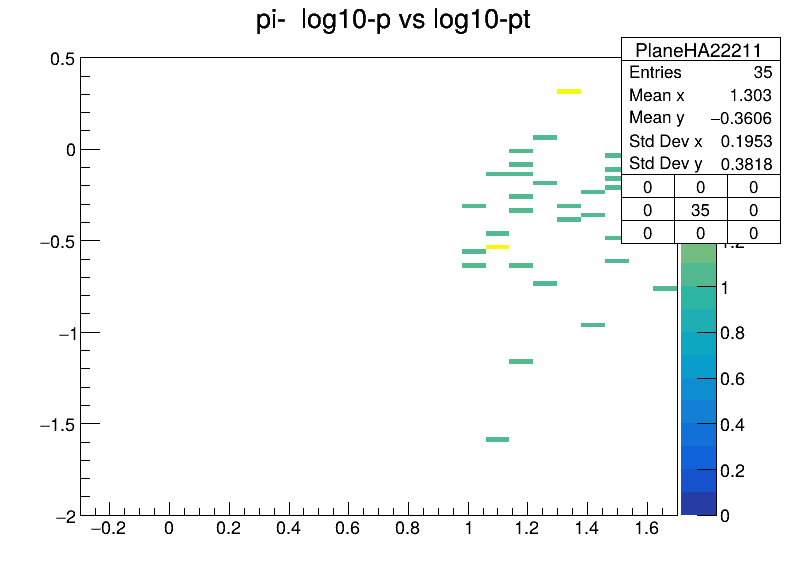 pi-  log10-p vs log10-pt
PlaneHA22211
Entries 35
Mean x 1.303
Mean y −0.3606
Std Dev x 0.1953
Std Dev y 0.3818
0 0 0
0 35 0
0 0 0
0.5
0
−0.5
−1
−1.5
−2
−0.2 0 0.2 0.4 0.6 0.8 1 1.2 1.4 1.6
1.2
1
0.8
0.6
0.4
0.2
0